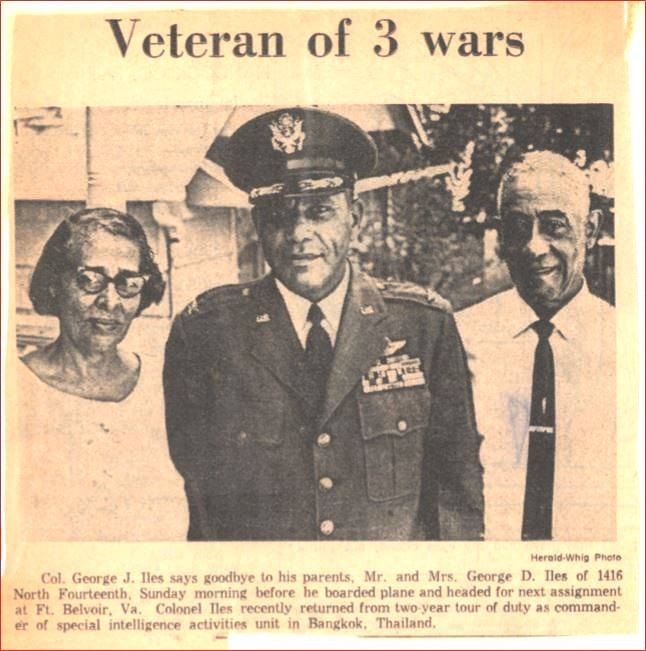 Veteran of 3 wars
Herald-Whig Photo
Col. George J. Iles says goodbye to his parents, Mr. and Mrs. George D. Iles of 1416
North Fourteenth, Sunday morning before he boarded plane and headed for next assignment
at Ft. Belvoir, Va. Colonel Iles recently returned from two-year tour of duty as command-
er of special intelligence activities unit in Bangkok, Thailand.